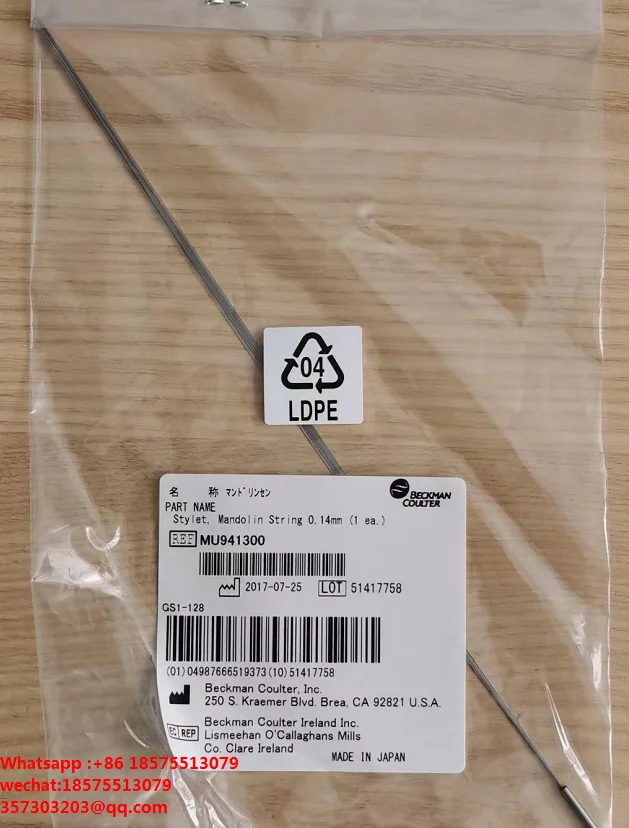 04
LDPE
名 称 マンドリンセン
BECKMAN
COULTER
PART NAME
Stylet, Mandolin String 0.14mm (1 ea.)
REF MU941300
2017-07-25 LOT 51417758
GS1-128
(01)04987666519373(10)51417758
Beckman Coulter, Inc.
250 S. Kraemer Blvd. Brea, CA 92821 U.S.A.
EC REP
Beckman Coulter Ireland Inc.
Lismeehan O'Callaghans Mills
Co. Clare Ireland
MADE IN JAPAN
Whatsapp :+86 18575513079
wechat:18575513079
357303203@qq.com